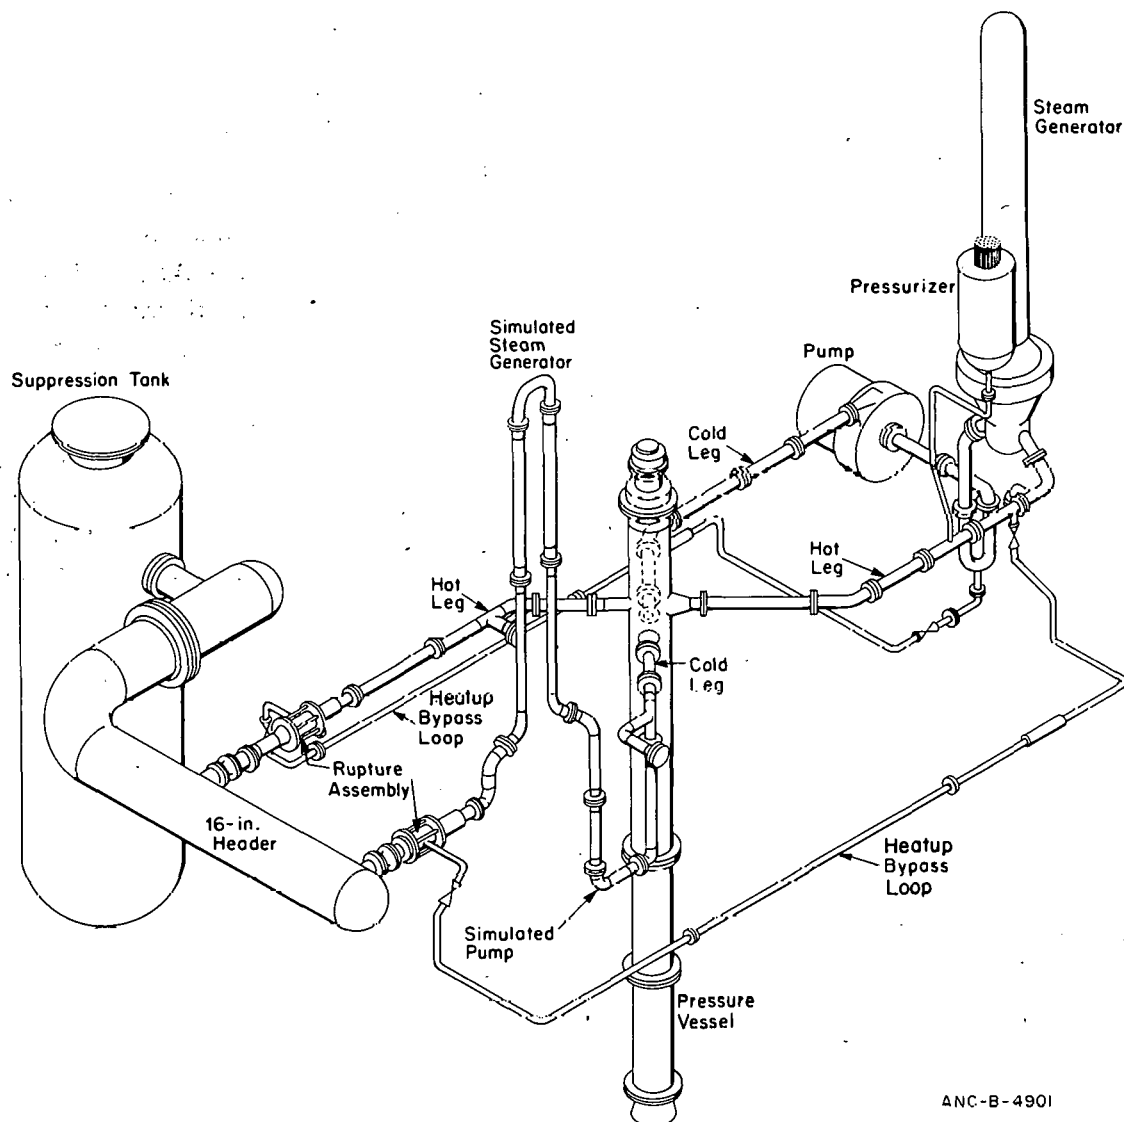 Steam
Generator
Pressurizer
Simulated
Steam
Generator
Pump
Suppression Tank
Cold
Leg
Hot
Leg
Hot
Leg
Cold
Leg
Heatup
Bypass
Loop
Rupture
Assembly
16-in.
Header
Heatup
Bypass
Loop
Simulated
Pump
Pressure
Vessel
ANC-B-4901